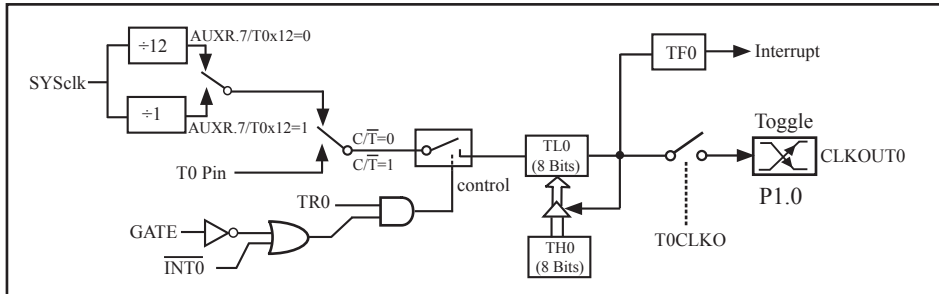 ÷12
AUXR.7/T0x12=0
SYSclk
÷1
AUXR.7/T0x12=1
C/T̅=0
C/T̅=1
T0 Pin
control
TR0
GATE
I̅N̅T̅0̅
TL0
(8 Bits)
TH0
(8 Bits)
TF0
Interrupt
Toggle
CLKOUT0
P1.0
T0CLKO